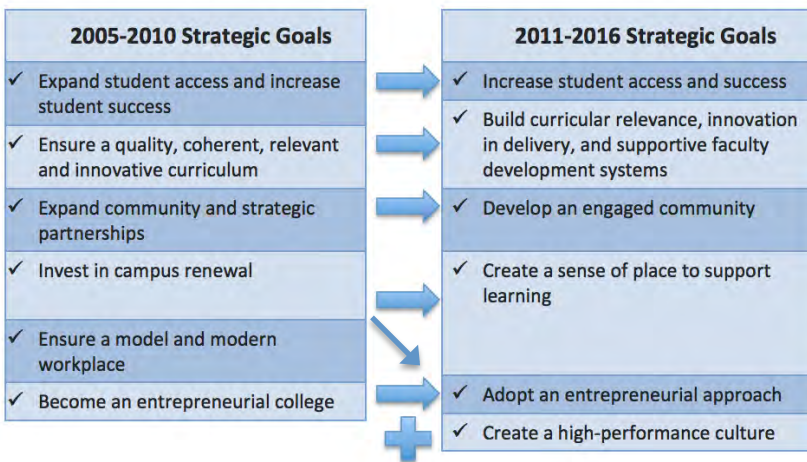 2005-2010 Strategic Goals
✓ Expand student access and increase
student success
✓ Ensure a quality, coherent, relevant
and innovative curriculum
✓ Expand community and strategic
partnerships
✓ Invest in campus renewal
✓ Ensure a model and modern
workplace
✓ Become an entrepreneurial college
2011-2016 Strategic Goals
✓ Increase student access and success
✓ Build curricular relevance, innovation
in delivery, and supportive faculty
development systems
✓ Develop an engaged community
✓ Create a sense of place to support
learning
✓ Adopt an entrepreneurial approach
✓ Create a high-performance culture